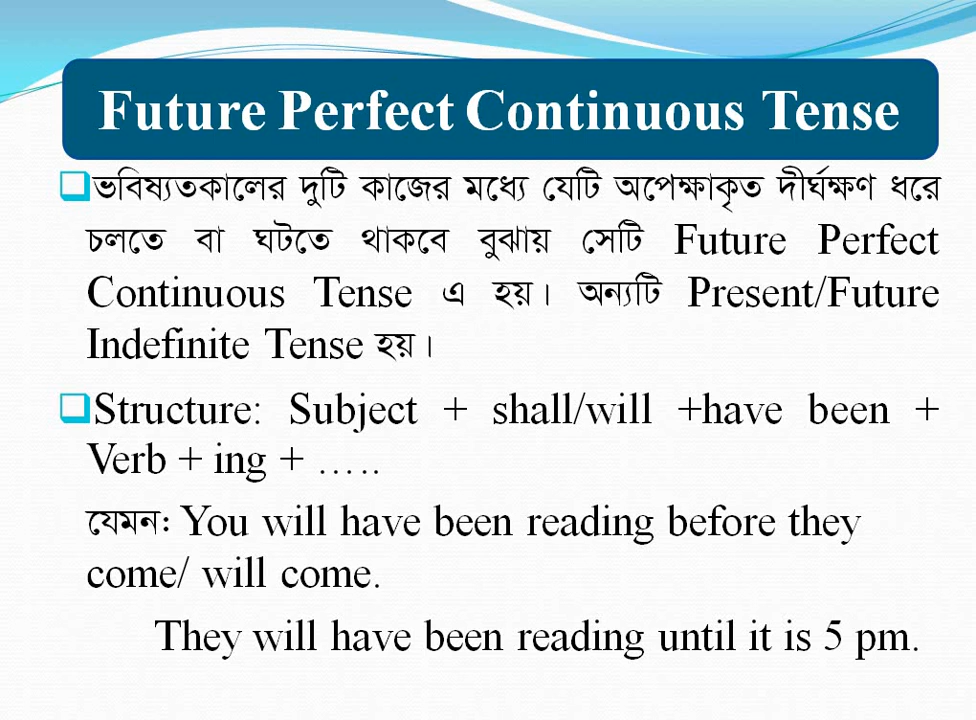 Future Perfect Continuous Tense
ভবিষ্যতকালের দুটি কাজের মধ্যে যেটি অপেক্ষাকৃত দীর্ঘক্ষণ ধরে
চলতে বা ঘটতে থাকবে বুঝায় সেটি Future Perfect
Continuous Tense এ হয়। অন্যটি Present/Future
Indefinite Tense হয়।
Structure: Subject + shall/will +have been +
Verb + ing + …..
যেমনঃ You will have been reading before they
come/ will come.
They will have been reading until it is 5 pm.